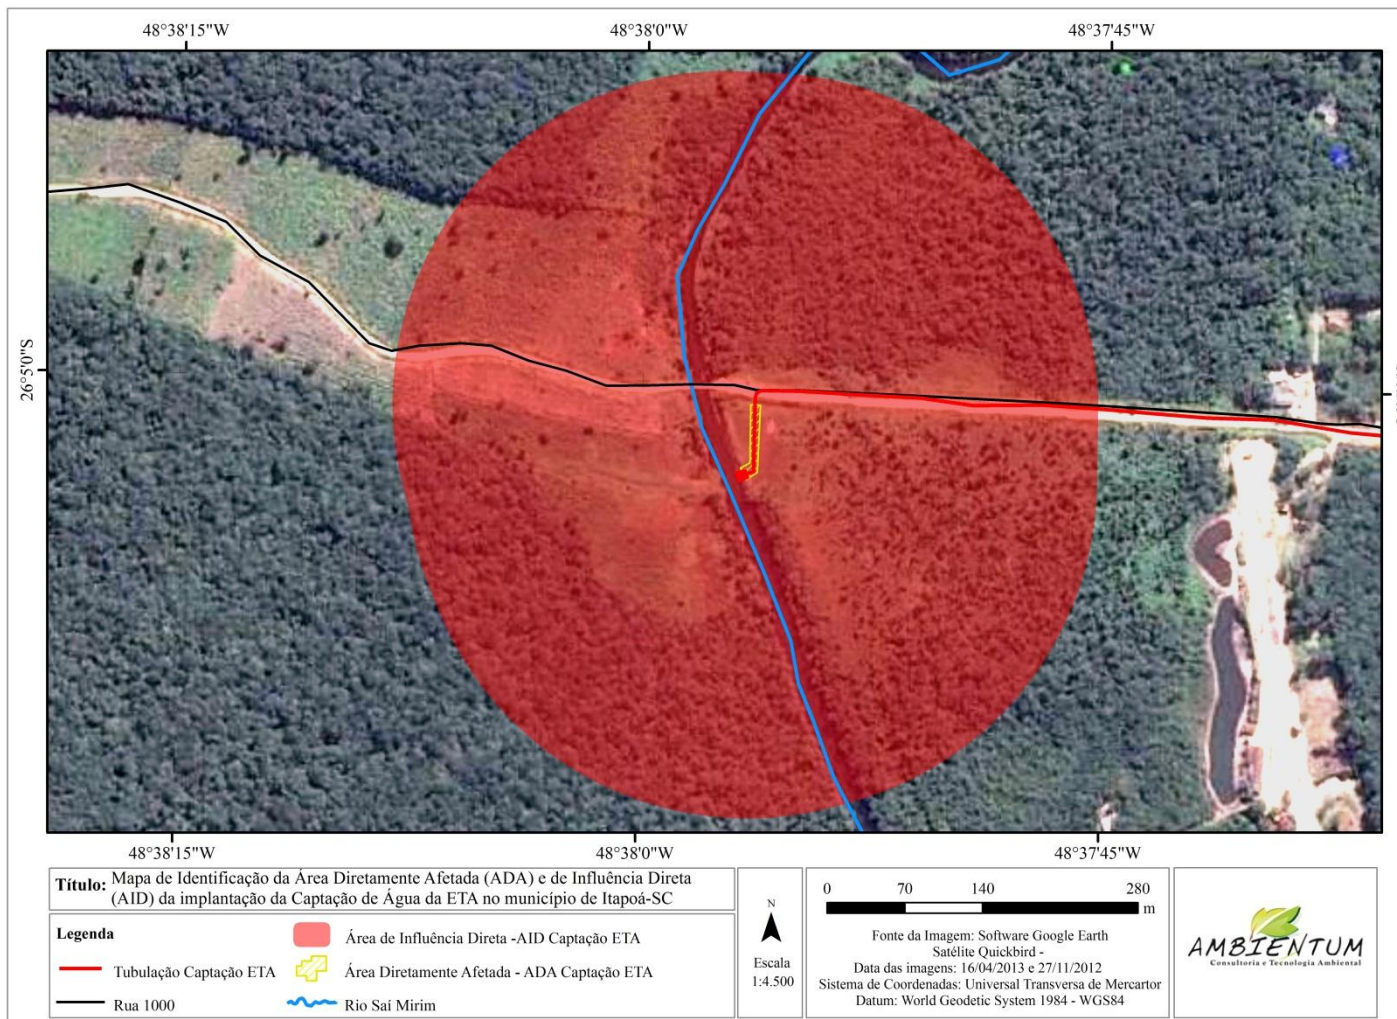 48°38'15"W 48°38'0"W 48°37'45"W
26°5'0"S
48°38'15"W 48°38'0"W 48°37'45"W
Título: Mapa de Identificação da Área Diretamente Afetada (ADA) e de Influência Direta
(AID) da implantação da Captação de Água da ETA no município de Itapoá-SC
Legenda
Tubulação Captação ETA
Rua 1000
Área de Influência Direta -AID Captação ETA
Área Diretamente Afetada - ADA Captação ETA
Rio Saí Mirim
N
Escala
1:4.500
0 70 140 280
m
Fonte da Imagem: Software Google Earth
Satélite Quickbird -
Data das imagens: 16/04/2013 e 27/11/2012
Sistema de Coordenadas: Universal Transversa de Mercartor
Datum: World Geodetic System 1984 - WGS84
AMBIENTUM
Consultoria e Tecnologia Ambiental